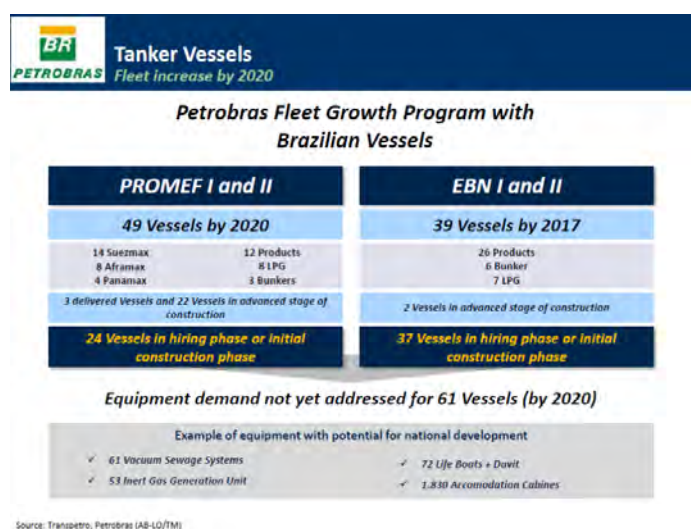 BR
PETROBRAS
Tanker Vessels
Fleet increase by 2020
Petrobras Fleet Growth Program with
Brazilian Vessels
PROMEF I and II
49 Vessels by 2020
14 Suezmax
8 Aframax
4 Panamax
12 Products
8 LPG
3 Bunkers
3 delivered Vessels and 22 Vessels in advanced stage of
construction
24 Vessels in hiring phase or initial
construction phase
EBN I and II
39 Vessels by 2017
26 Products
6 Bunker
7 LPG
2 Vessels in advanced stage of construction
37 Vessels in hiring phase or initial
construction phase
Equipment demand not yet addressed for 61 Vessels (by 2020)
Example of equipment with potential for national development
✓ 61 Vacuum Sewage Systems
✓ 53 Inert Gas Generation Unit
✓ 72 Life Boats + Davit
✓ 1.830 Accomodation Cabines
Source: Transpetro, Petrobras (AB-LO/TM)